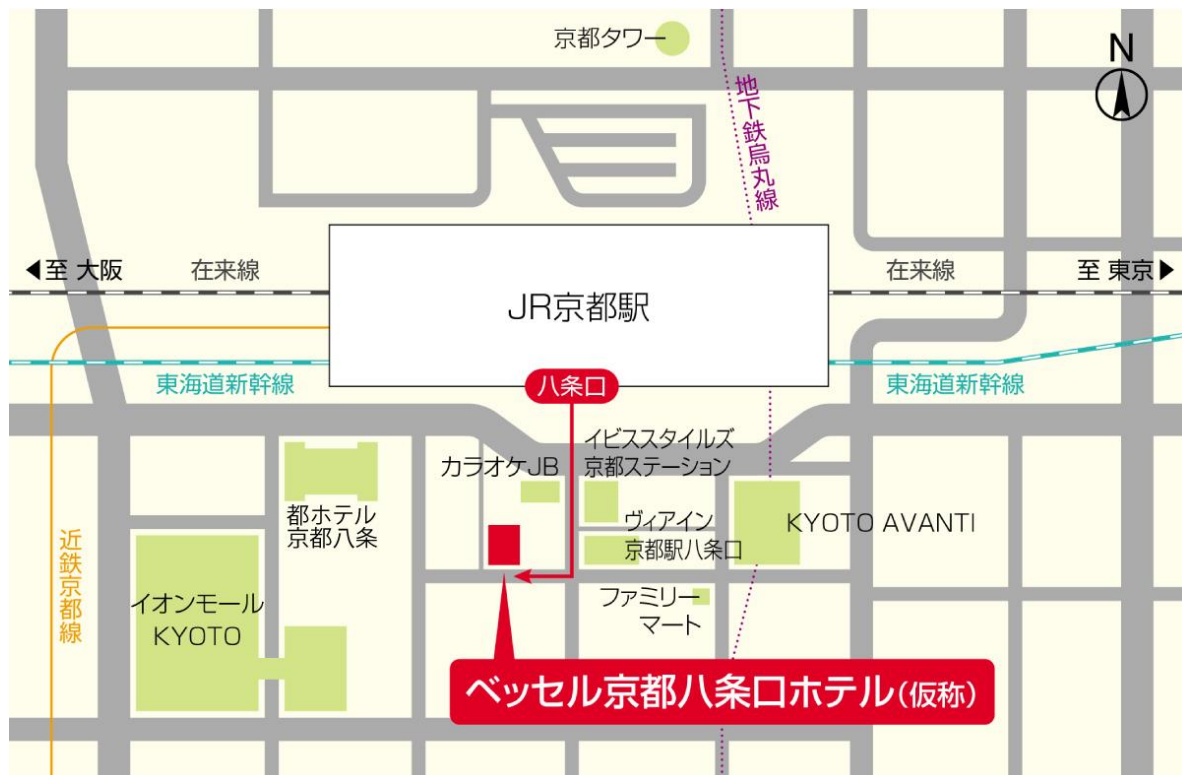 京都タワー
N
地下鉄烏丸線
◀至 大阪
在来線
JR京都駅
在来線
至 東京▶
東海道新幹線
八条口
東海道新幹線
イビススタイルズ
京都ステーション
カラオケJB
都ホテル
京都八条
ヴィアイン
京都駅八条口
KYOTO AVANTI
近鉄京都線
イオンモール
KYOTO
ファミリー
マート
ベッセル京都八条口ホテル(仮称)